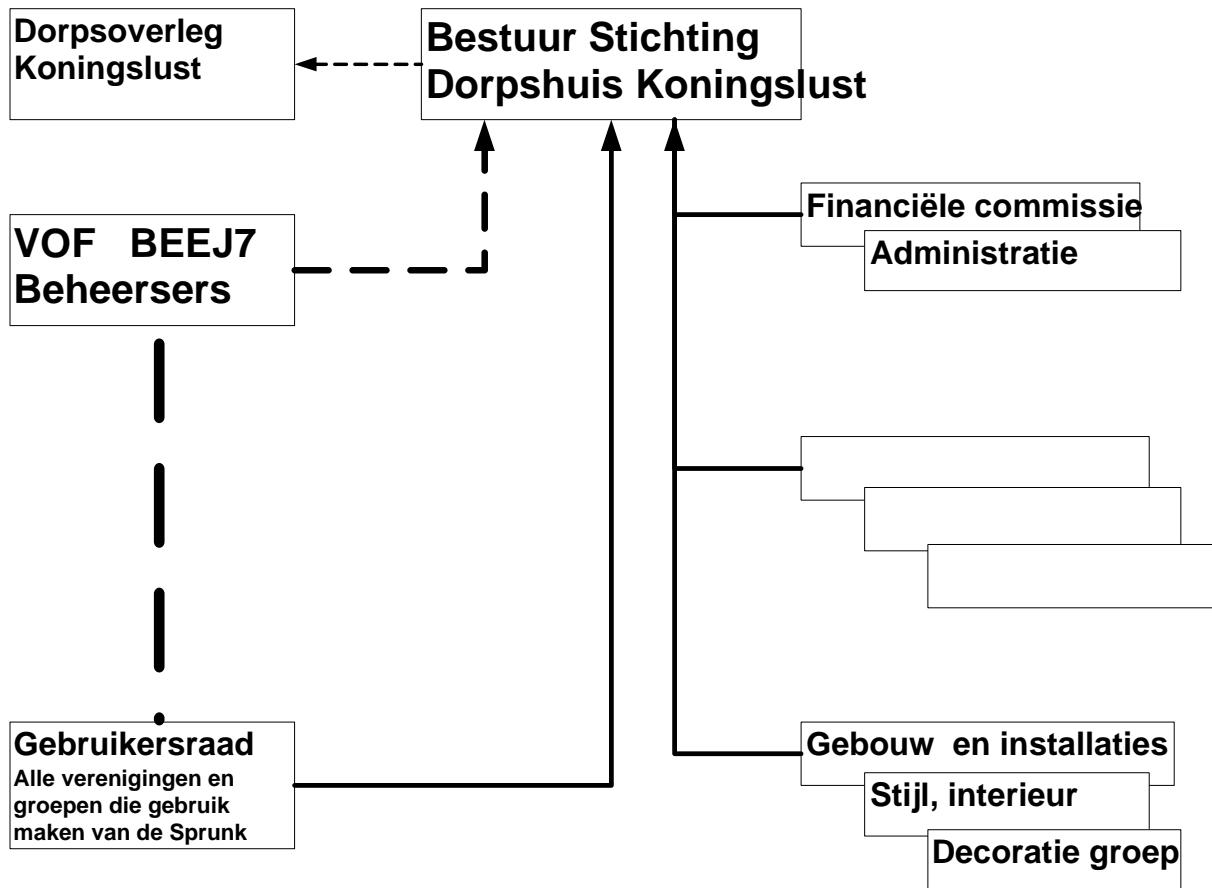 Dorpsoverleg
Koningslust
Bestuur Stichting
Dorpshuis Koningslust
Financiële commissie
Administratie
VOF BEEJ7
Beheersers
Gebruikersraad
Alle verenigingen en
groepen die gebruik
maken van de Sprunk
Gebouw en installaties
Stijl, interieur
Decoratie groep